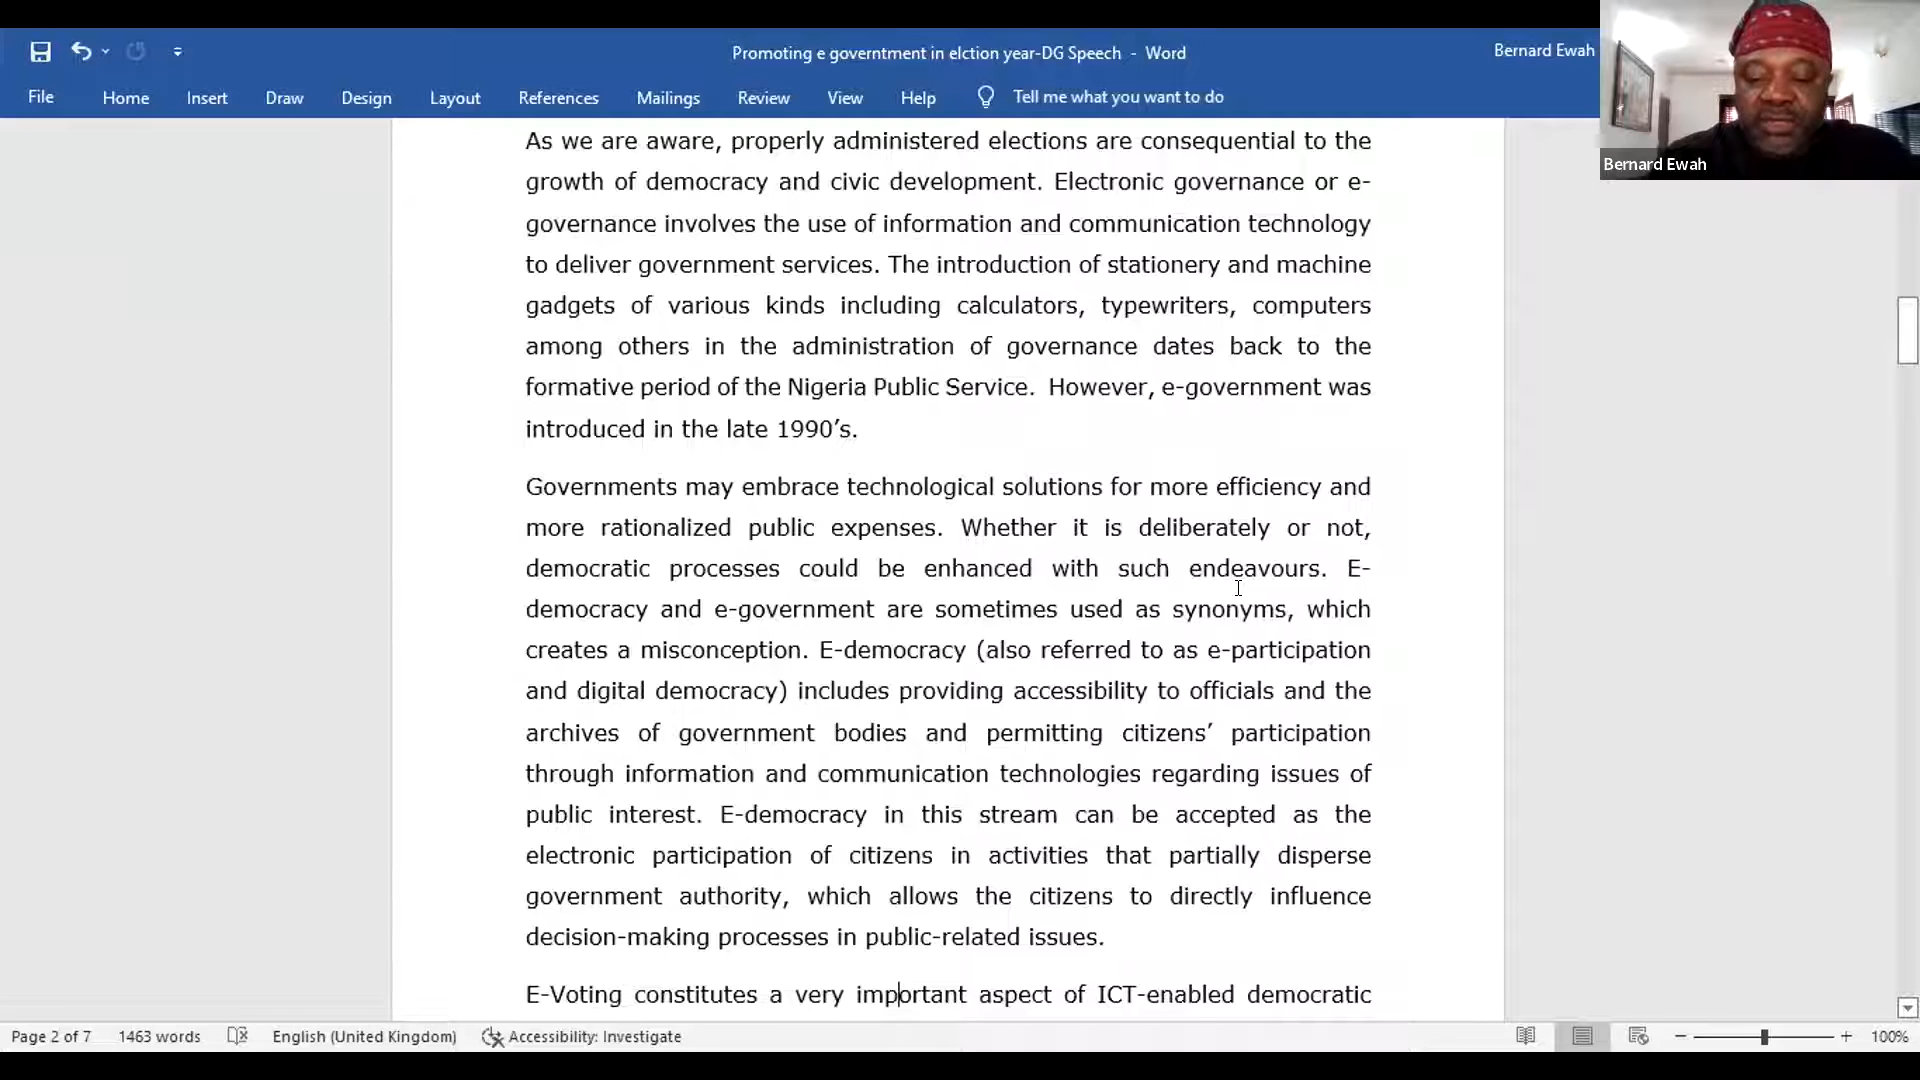 Promoting e governtment in elction year-DG Speech - Word
Bernard Ewah
File Home Insert Draw Design Layout References Mailings Review View Help Tell me what you want to do
Bernard Ewah
As we are aware, properly administered elections are consequential to the
growth of democracy and civic development. Electronic governance or e-
governance involves the use of information and communication technology
to deliver government services. The introduction of stationery and machine
gadgets of various kinds including calculators, typewriters, computers
among others in the administration of governance dates back to the
formative period of the Nigeria Public Service. However, e-government was
introduced in the late 1990’s.
Governments may embrace technological solutions for more efficiency and
more rationalized public expenses. Whether it is deliberately or not,
democratic processes could be enhanced with such endeavours. E-
democracy and e-government are sometimes used as synonyms, which
creates a misconception. E-democracy (also referred to as e-participation
and digital democracy) includes providing accessibility to officials and the
archives of government bodies and permitting citizens’ participation
through information and communication technologies regarding issues of
public interest. E-democracy in this stream can be accepted as the
electronic participation of citizens in activities that partially disperse
government authority, which allows the citizens to directly influence
decision-making processes in public-related issues.
E-Voting constitutes a very important aspect of ICT-enabled democratic
Page 2 of 7 1463 words English (United Kingdom) Accessibility: Investigate 100%